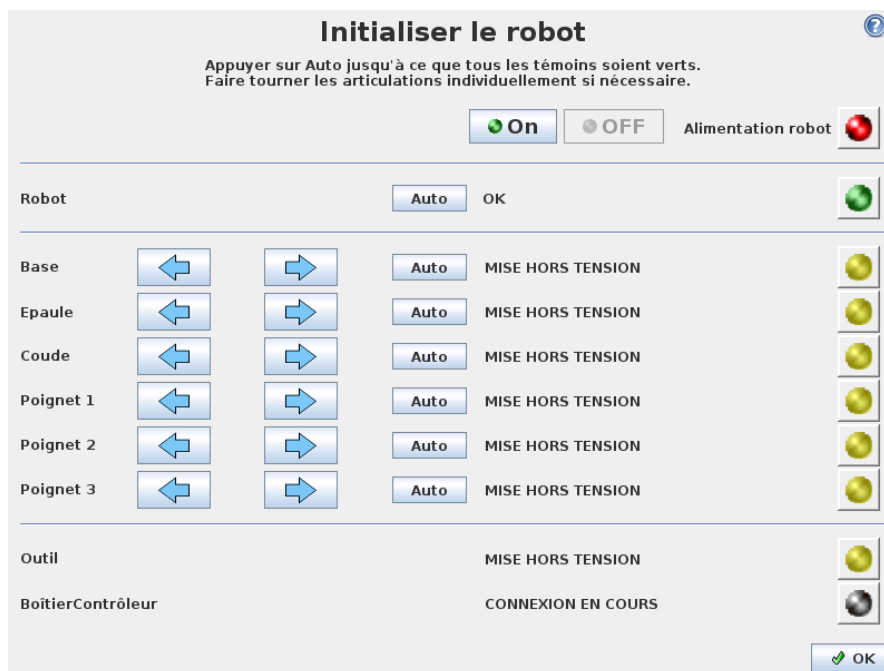 Initialiser le robot
?
Appuyer sur Auto jusqu'à ce que tous les témoins soient verts.
Faire tourner les articulations individuellement si nécessaire.
On OFF Alimentation robot
Robot Auto OK
Base Auto MISE HORS TENSION
Epaule Auto MISE HORS TENSION
Coude Auto MISE HORS TENSION
Poignet 1 Auto MISE HORS TENSION
Poignet 2 Auto MISE HORS TENSION
Poignet 3 Auto MISE HORS TENSION
Outil MISE HORS TENSION
BoîtierContrôleur CONNEXION EN COURS
OK